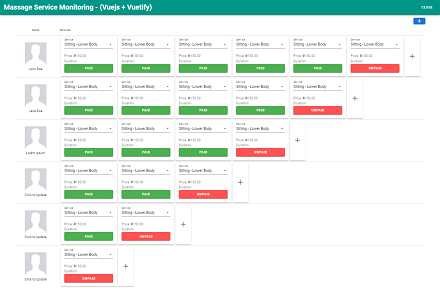 Massage Service Monitoring - (Vuejs + Vuetify) CLOSE
+
Name Services
Service Service Service Service Service Service
Sitting - Lower Body Sitting - Lower Body Sitting - Lower Body Sitting - Lower Body Sitting - Lower Body Sitting - Lower Body
Price: ₱150.00 Price: ₱150.00 Price: ₱150.00 Price: ₱150.00 Price: ₱150.00 Price: ₱150.00 +
Duration: Duration: Duration: Duration: Duration: Duration:
John Doe PAID PAID PAID PAID PAID UNPAID
Service Service Service Service Service
Sitting - Lower Body Sitting - Lower Body Sitting - Lower Body Sitting - Lower Body Sitting - Lower Body
Price: ₱150.00 Price: ₱150.00 Price: ₱150.00 Price: ₱150.00 Price: ₱150.00 +
Duration: Duration: Duration: Duration: Duration:
Jane Doe PAID PAID PAID PAID UNPAID
Service Service Service Service
Sitting - Lower Body Sitting - Lower Body Sitting - Lower Body Sitting - Lower Body
Price: ₱150.00 Price: ₱150.00 Price: ₱150.00 Price: ₱150.00 +
Duration: Duration: Duration: Duration:
Lorem Ipsum PAID PAID PAID UNPAID
Service Service Service
Sitting - Lower Body Sitting - Lower Body Sitting - Lower Body
Price: ₱150.00 Price: ₱150.00 Price: ₱150.00 +
Duration: Duration: Duration:
Click to Update PAID PAID UNPAID
Service Service
Sitting - Lower Body Sitting - Lower Body
Price: ₱150.00 Price: ₱150.00 +
Duration: Duration:
Click to Update PAID UNPAID
Service
Sitting - Lower Body
Price: ₱150.00 +
Duration:
Click to Update UNPAID